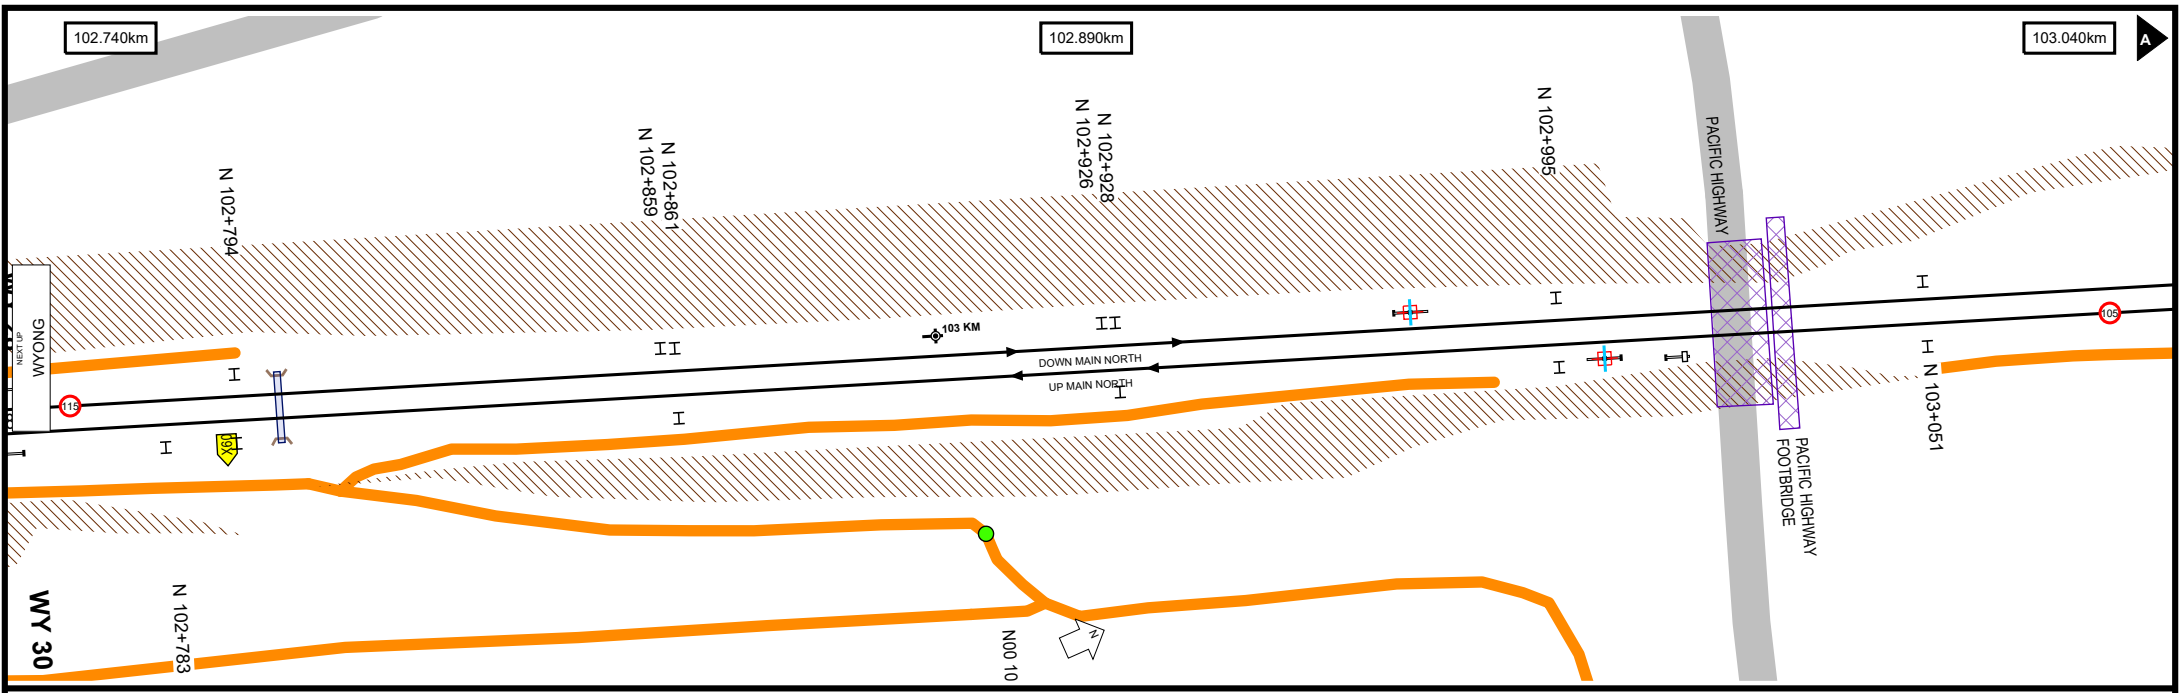 102.740km
102.890km
103.040km
A
N 102+794
N 102+859
N 102+861
N 102+926
N 102+928
N 102+995
PACIFIC HIGHWAY
NEXT UP
WYONG
115
103 KM
DOWN MAIN NORTH
UP MAIN NORTH
105
N 103+051
PACIFIC HIGHWAY
FOOTBRIDGE
WY 30
N 102+783
N00 10
N